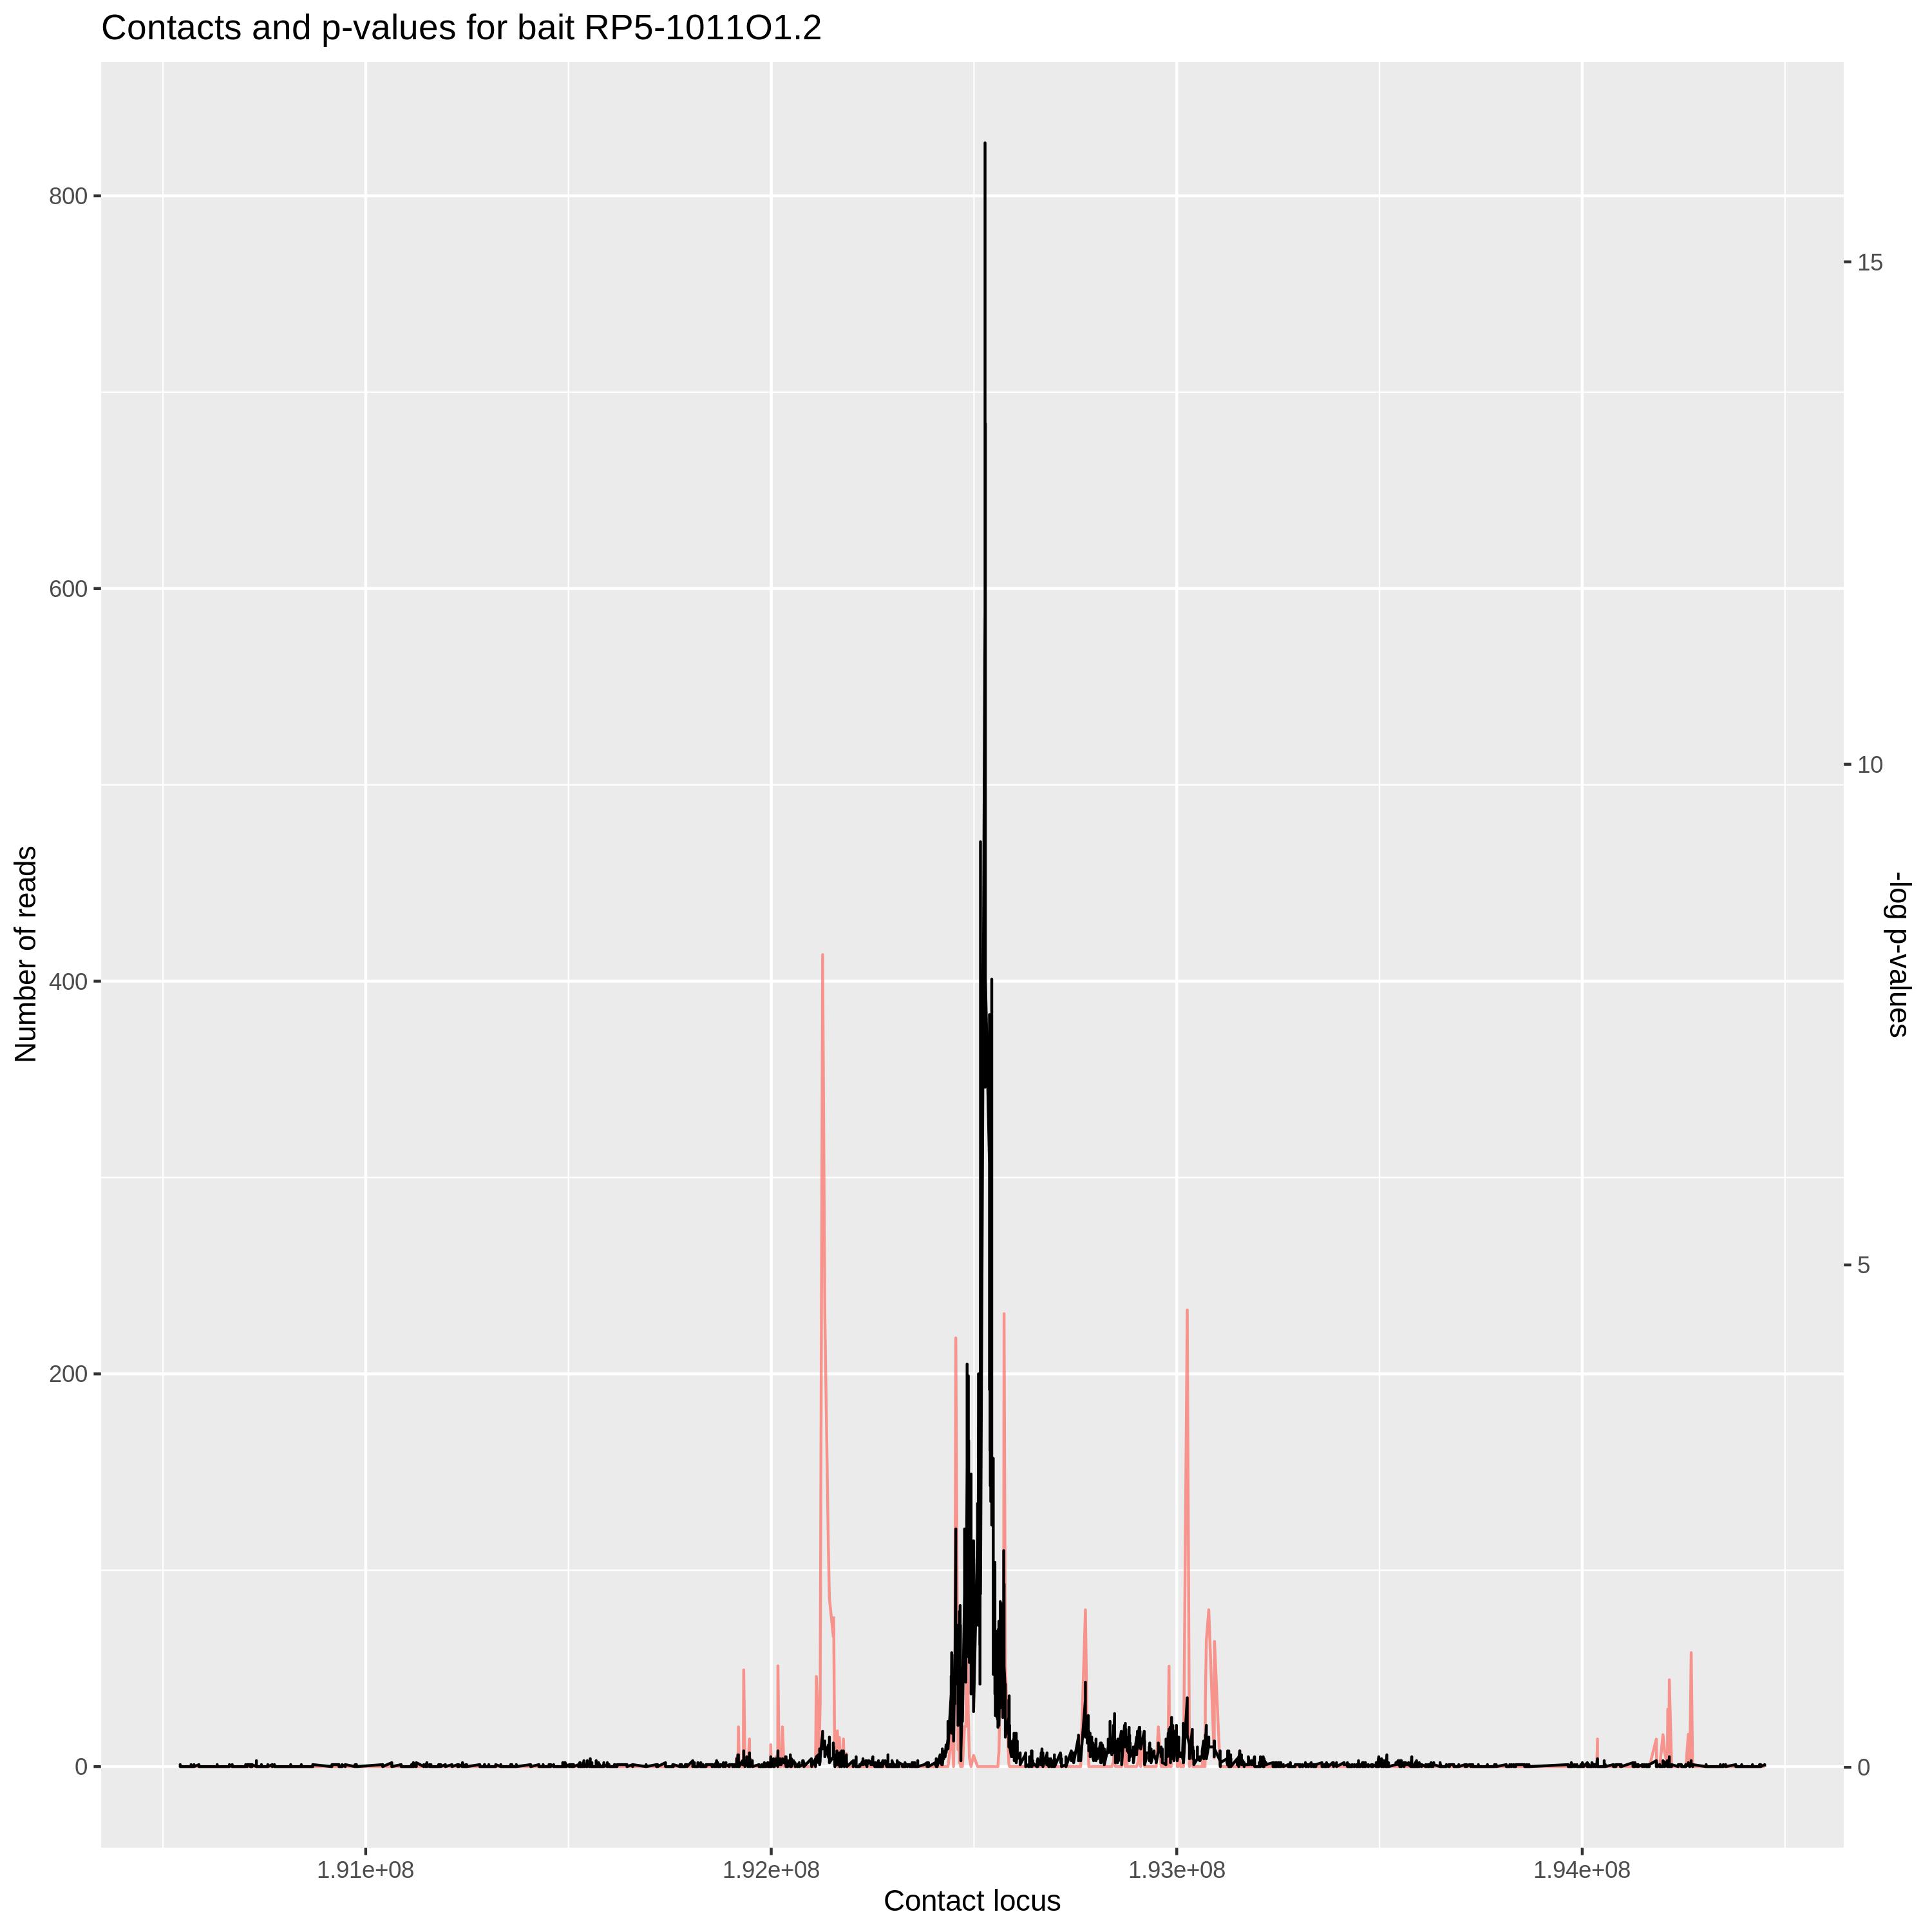 Contacts and p-values for bait RP5-1011O1.2
800
600
400
200
0
Number of reads
15
10
5
0
-log p-values
1.91e+08
1.92e+08
1.93e+08
1.94e+08
Contact locus